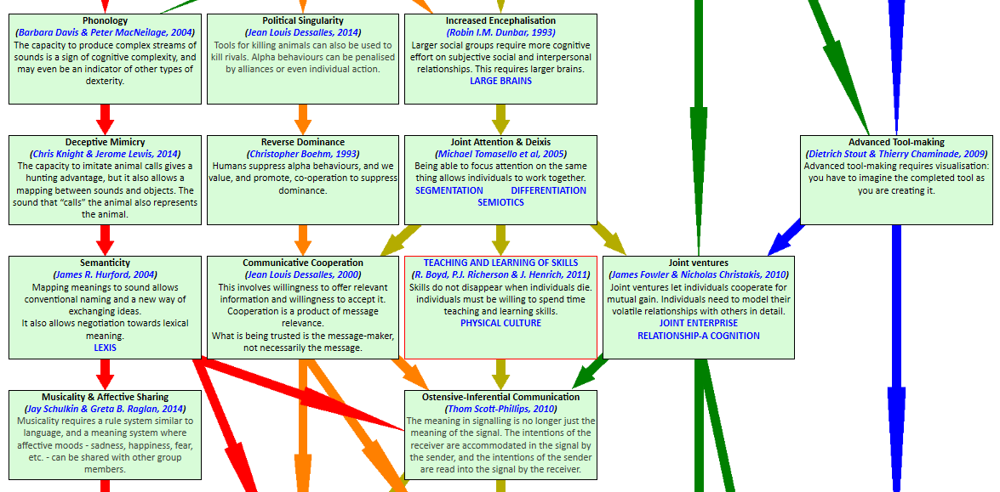 Phonology
(Barbara Davis & Peter MacNeilage, 2004)
The capacity to produce complex streams of
sounds is a sign of cognitive complexity, and
may even be an indicator of other types of
dexterity.
Political Singularity
(Jean Louis Dessalles, 2014)
Tools for killing animals can also be used to
kill rivals. Alpha behaviours can be penalised
by alliances or even individual action.
Increased Encephalisation
(Robin I.M. Dunbar, 1993)
Larger social groups require more cognitive
effort on subjective social and interpersonal
relationships. This requires larger brains.
LARGE BRAINS
Deceptive Mimicry
(Chris Knight & Jerome Lewis, 2014)
The capacity to imitate animal calls gives a
hunting advantage, but it also allows a
mapping between sounds and objects. The
sound that “calls” the animal also represents
the animal.
Reverse Dominance
(Christopher Boehm, 1993)
Humans suppress alpha behaviours, and we
value, and promote, co-operation to suppress
dominance.
Joint Attention & Deixis
(Michael Tomasello et al, 2005)
Being able to focus attention on the same
thing allows individuals to work together.
SEGMENTATION DIFFERENTIATION
SEMIOTICS
Advanced Tool-making
(Dietrich Stout & Thierry Chaminade, 2009)
Advanced tool-making requires visualisation:
you have to imagine the completed tool as
you are creating it.
Semanticity
(James R. Hurford, 2004)
Mapping meanings to sound allows
conventional naming and a new way of
exchanging ideas.
It also allows negotiation towards lexical
meaning.
LEXIS
Communicative Cooperation
(Jean Louis Dessalles, 2000)
This involves willingness to offer relevant
information and willingness to accept it.
Cooperation is a product of message
relevance.
What is being trusted is the message-maker,
not necessarily the message.
TEACHING AND LEARNING OF SKILLS
(R. Boyd, P.J. Richerson & J. Henrich, 2011)
Skills do not disappear when individuals die.
individuals must be willing to spend time
teaching and learning skills.
PHYSICAL CULTURE
Joint ventures
(James Fowler & Nicholas Christakis, 2010)
Joint ventures let individuals cooperate for
mutual gain. Individuals need to model their
volatile relationships with others in detail.
JOINT ENTERPRISE
RELATIONSHIP-A COGNITION
Musicality & Affective Sharing
(Jay Schulkin & Greta B. Raglan, 2014)
Musicality requires a rule system similar to
language, and a meaning system where
affective moods - sadness, happiness, fear,
etc. - can be shared with other group
members.
Ostensive-Inferential Communication
(Thom Scott-Phillips, 2010)
The meaning in signalling is no longer just the
meaning of the signal. The intentions of the
receiver are accommodated in the signal by
the sender, and the intentions of the sender
are read into the signal by the receiver.